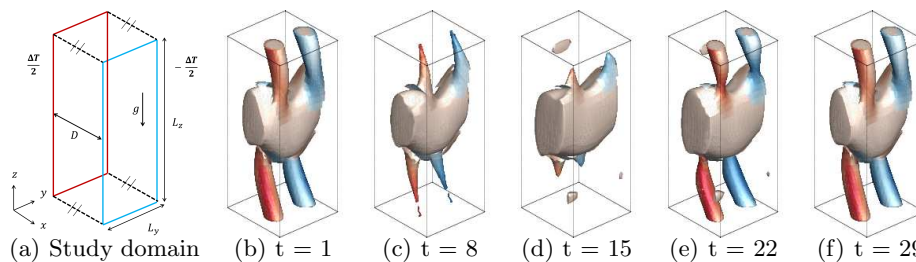 ΔT/2
− ΔT/2
g
D
L_z
z
y
x
L_y
(a) Study domain
(b) t = 1
(c) t = 8
(d) t = 15
(e) t = 22
(f) t = 29